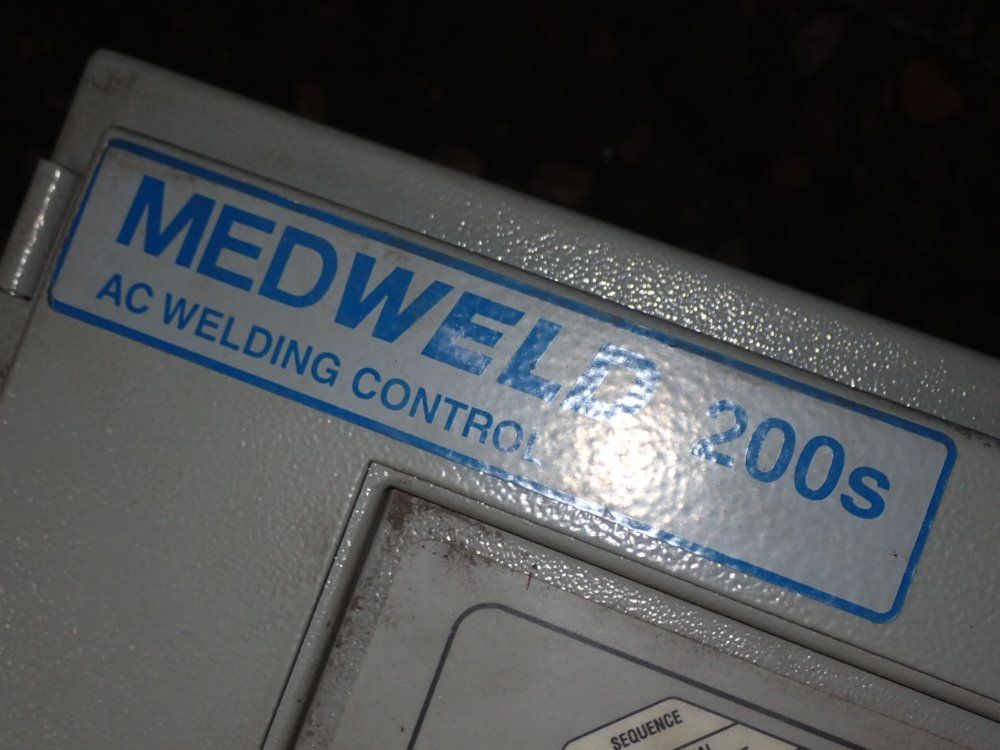 MEDWELD 200s
AC WELDING CONTROL
SEQUENCE